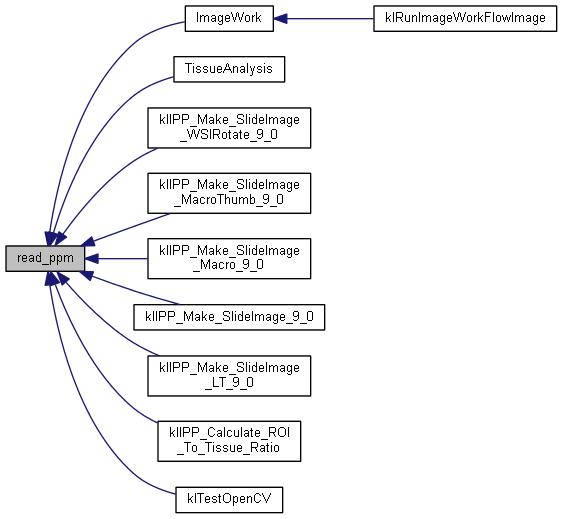 ImageWork
klRunImageWorkFlowImage
TissueAnalysis
klIPP_Make_SlideImage
_WSIRotate_9_0
klIPP_Make_SlideImage
_MacroThumb_9_0
klIPP_Make_SlideImage
_Macro_9_0
read_ppm
klIPP_Make_SlideImage_9_0
klIPP_Make_SlideImage
_LT_9_0
klIPP_Calculate_ROI
_To_Tissue_Ratio
klTestOpenCV